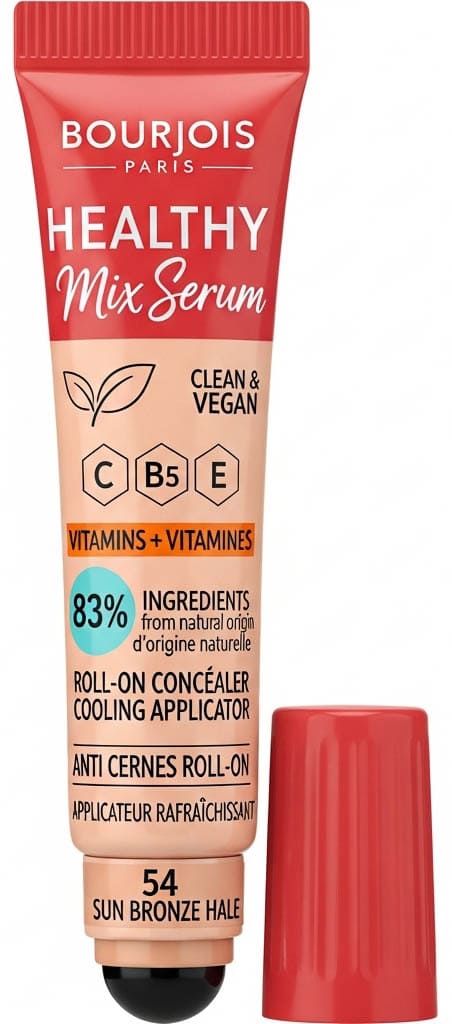 BOURJOIS
PARIS
HEALTHY
Mix Serum
CLEAN &
VEGAN
C B5 E
VITAMINS + VITAMINES
83%
INGREDIENTS
from natural origin
d'origine naturelle
ROLL-ON CONCÉALER
COOLING APPLICATOR
ANTI CERNES ROLL-ON
APPLICATEUR RAFRAÎCHISSANT
54
SUN BRONZE HALE